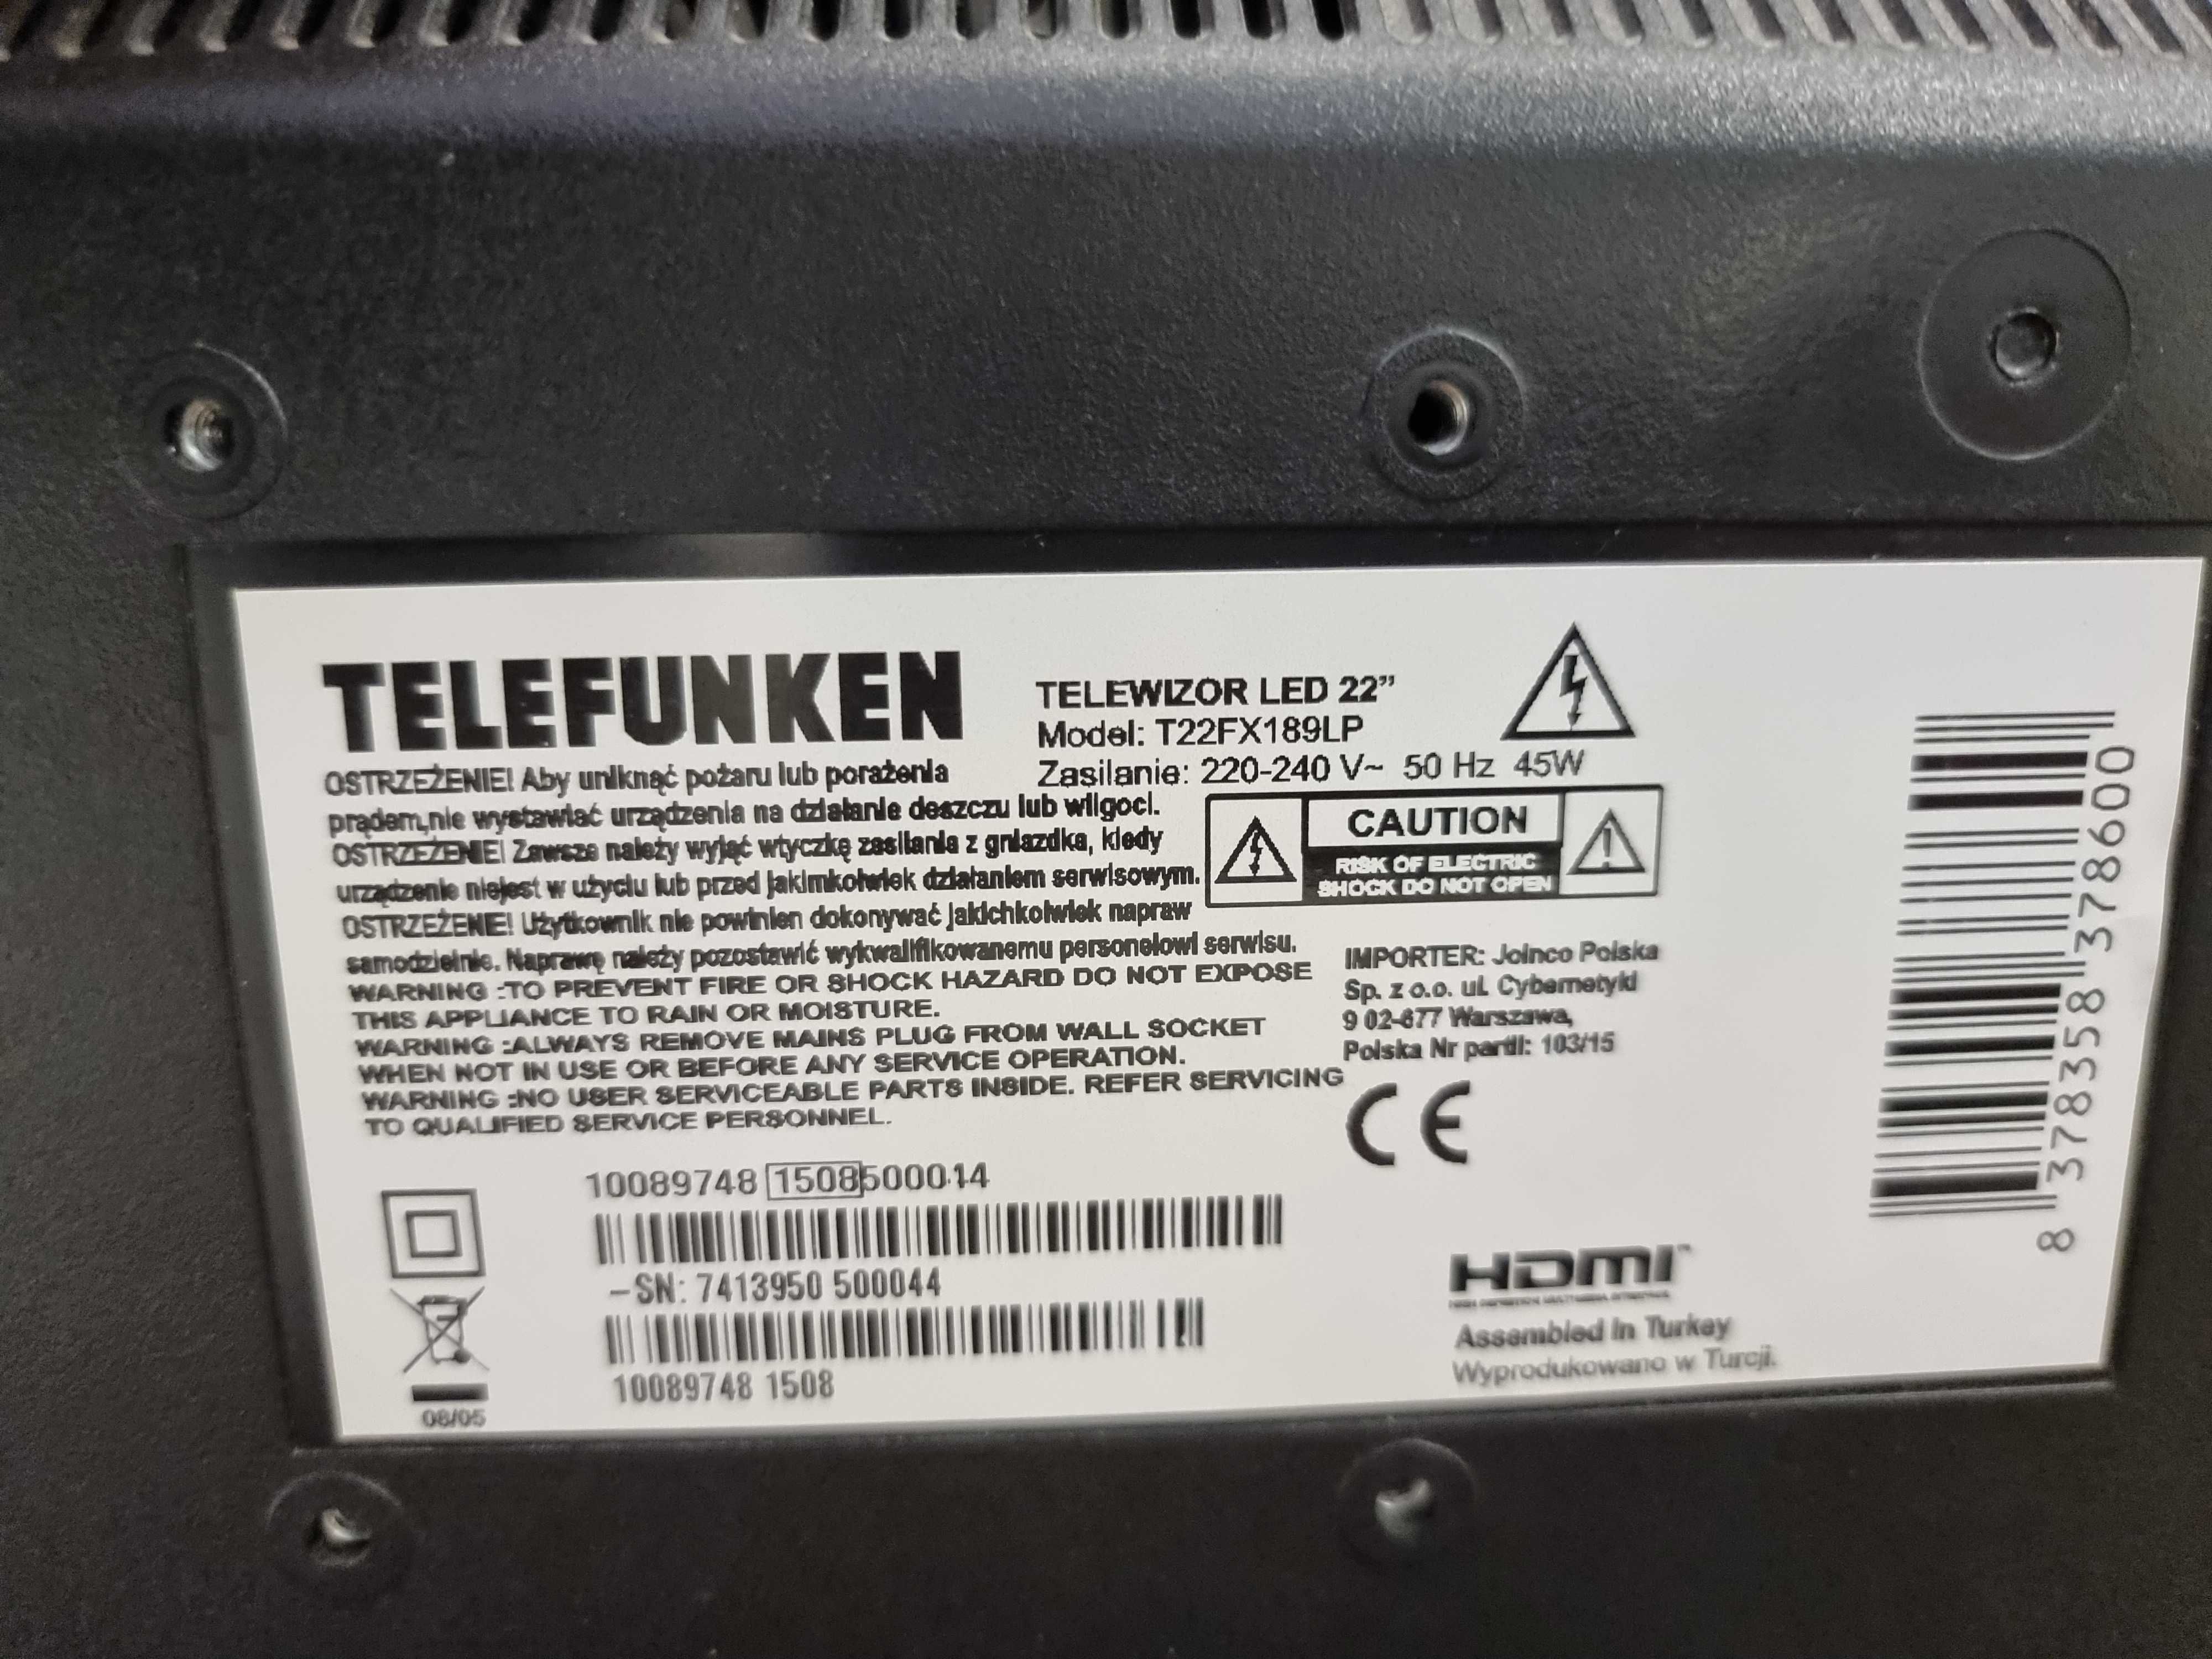 TELEFUNKEN
TELEWIZOR LED 22"
Model: T22FX189LP
Zasilanie: 220-240 V~ 50 Hz 45W
OSTRZEŻENIE! Aby uniknąć pożaru lub porażenia
prądem,nie wystawiać urządzenia na działanie deszczu lub wilgoci.
OSTRZEŻENIE! Zawsze należy wyjąć wtyczkę zasilania z gniazdka, kiedy
urządzenie niejest w użyciu lub przed jakimkolwiek działaniem serwisowym.
OSTRZEŻENIE! Użytkownik nie powinien dokonywać jakichkolwiek napraw
samodzielnie. Naprawę należy pozostawić wykwalifikowanemu personelowi serwisu.
WARNING :TO PREVENT FIRE OR SHOCK HAZARD DO NOT EXPOSE
THIS APPLIANCE TO RAIN OR MOISTURE.
WARNING :ALWAYS REMOVE MAINS PLUG FROM WALL SOCKET
WHEN NOT IN USE OR BEFORE ANY SERVICE OPERATION.
WARNING :NO USER SERVICEABLE PARTS INSIDE. REFER SERVICING
TO QUALIFIED SERVICE PERSONNEL.
CAUTION
RISK OF ELECTRIC
SHOCK DO NOT OPEN
IMPORTER: Joinco Polska
Sp. z o.o. ul. Cybernetyki
9 02-677 Warszawa,
Polska Nr partii: 103/15
CE
10089748 1508500014
-SN: 7413950 500044
10089748 1508
08/05
HDMI™
Assembled in Turkey
Wyprodukowano w Turcji.
8 378358 378600